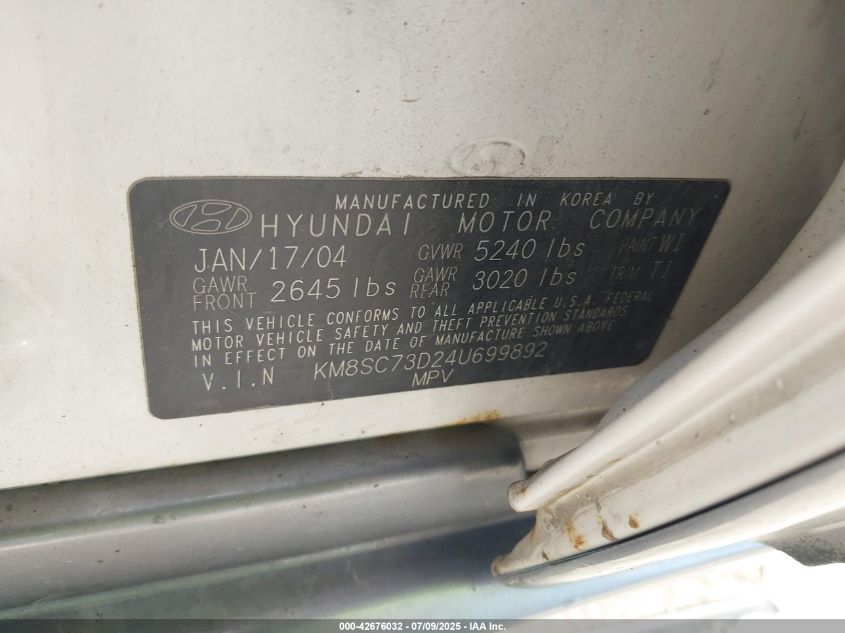 MANUFACTURED IN KOREA BY
HYUNDAI MOTOR COMPANY
JAN/17/04 GVWR 5240 lbs PAINT WI
GAWR FRONT 2645 lbs GAWR REAR 3020 lbs TRIM TI
THIS VEHICLE CONFORMS TO ALL APPLICABLE U.S.A. FEDERAL
MOTOR VEHICLE SAFETY AND THEFT PREVENTION STANDARDS
IN EFFECT ON THE DATE OF MANUFACTURE SHOWN ABOVE
V.I.N KM8SC73D24U699892
MPV
000-42676032 - 07/09/2025 - IAA Inc.